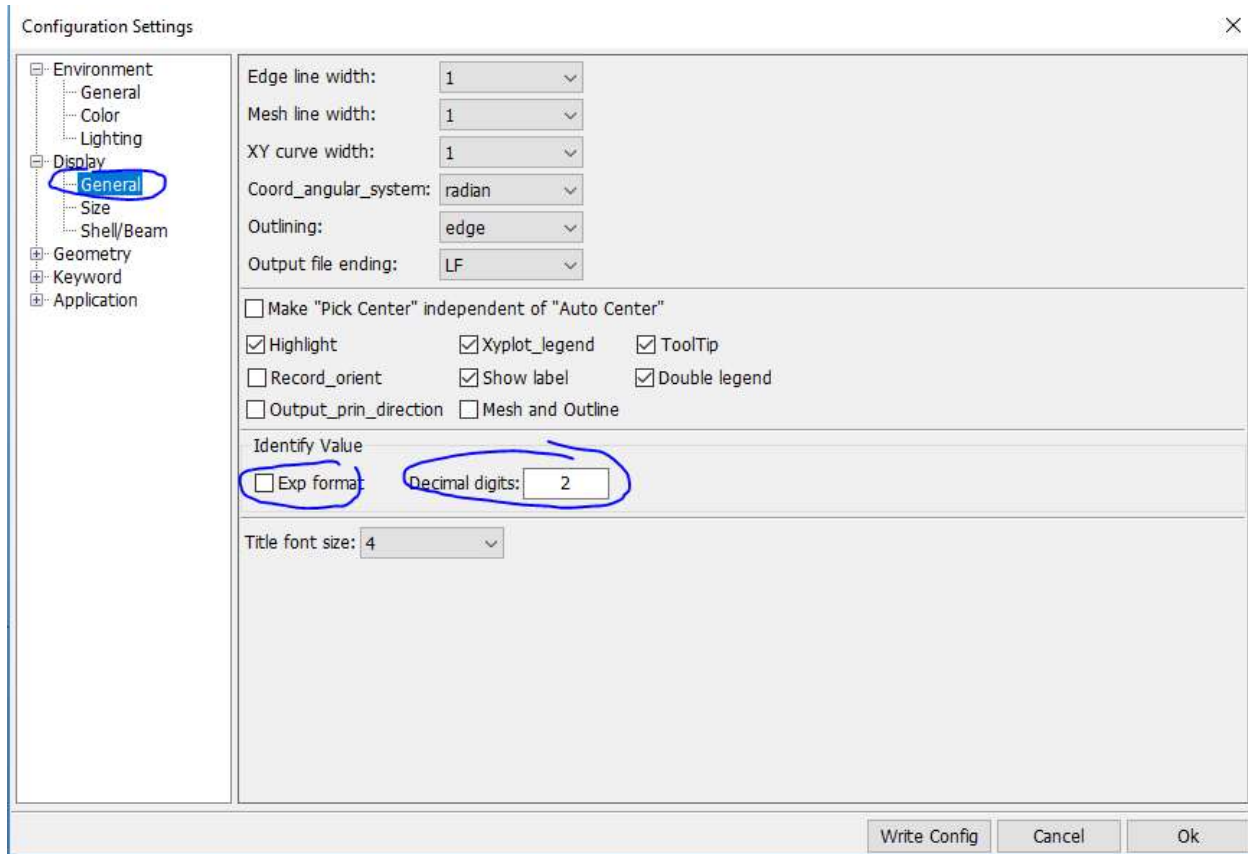 Configuration Settings
Environment
General
Color
Lighting
Display
General
Size
Shell/Beam
Geometry
Keyword
Application
Edge line width: 1
Mesh line width: 1
XY curve width: 1
Coord_angular_system: radian
Outlining: edge
Output file ending: LF
Make "Pick Center" independent of "Auto Center"
Highlight Xyplot_legend ToolTip
Record_orient Show label Double legend
Output_prin_direction Mesh and Outline
Identify Value
Exp format Decimal digits: 2
Title font size: 4
Write Config Cancel Ok